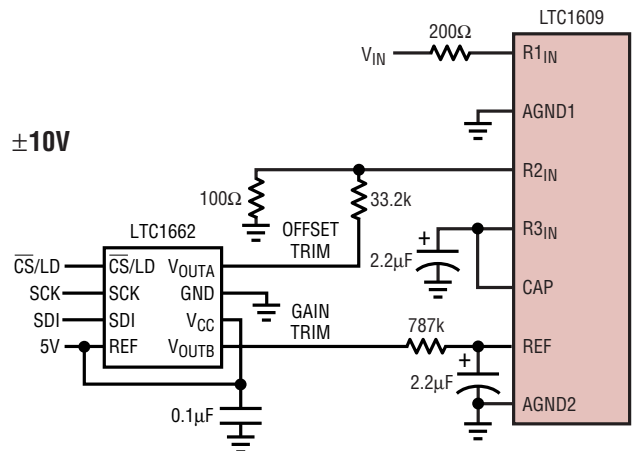 LTC1609
200Ω
VIN
R1IN
AGND1
±10V
R2IN
100Ω
33.2k
LTC1662
OFFSET
TRIM
R3IN
+
2.2µF
CS/LD
CS/LD
VOUTA
SCK
SCK
GND
CAP
SDI
SDI
VCC
GAIN
TRIM
787k
5V
REF
VOUTB
REF
+
2.2µF
0.1µF
AGND2